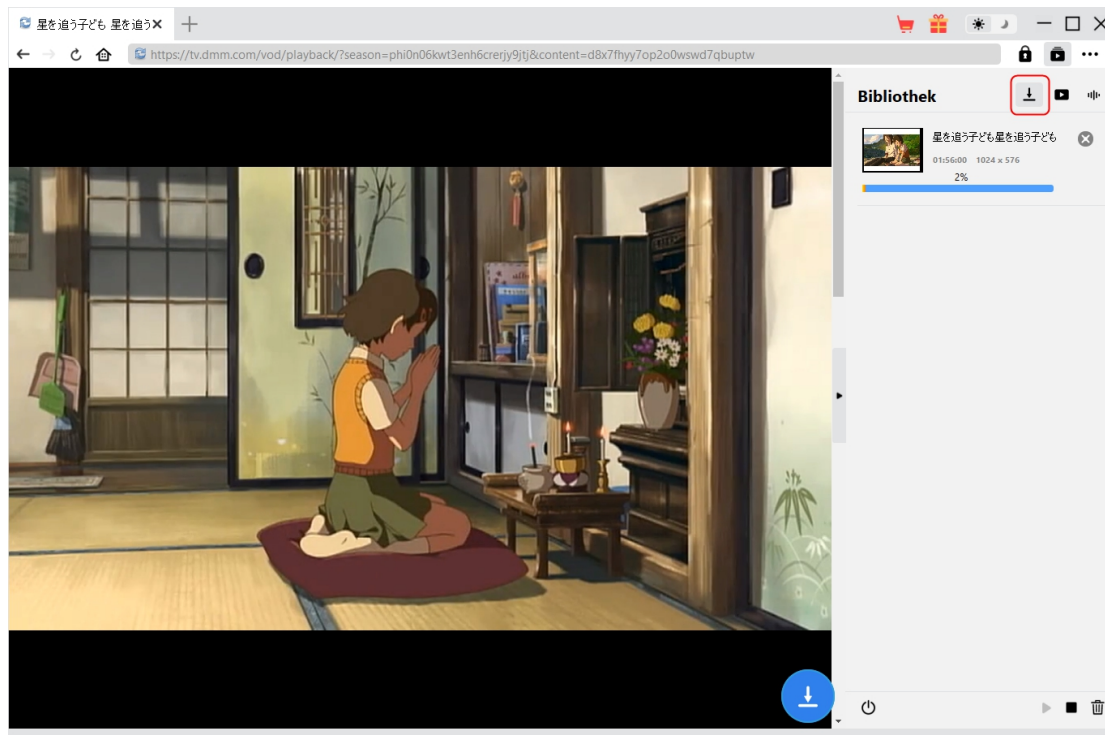 星を追う子ども 星を追う
https://tv.dmm.com/vod/playback/?season=phi0n06kwt3enh6crerjy9jtj&content=d8x7fhyy7op2o0wswd7qbuptw
Bibliothek
星を追う子ども星を追う子ども
01:56:00 1024 x 576
2%